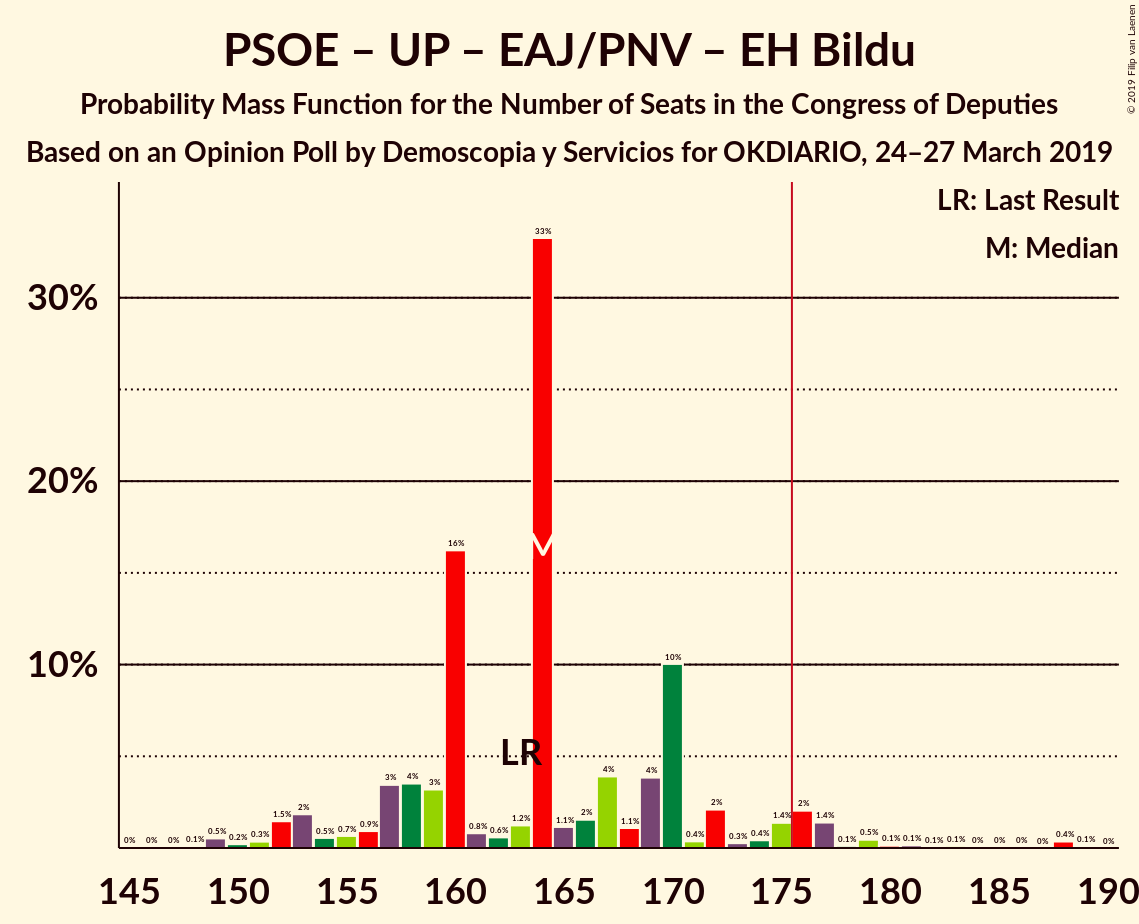 PSOE – UP – EAJ/PNV – EH Bildu
Probability Mass Function for the Number of Seats in the Congress of Deputies
Based on an Opinion Poll by Demoscopia y Servicios for OKDIARIO, 24–27 March 2019
© 2019 Filip van Laenen
LR: Last Result
M: Median
30%
20%
10%
0% 0% 0% 0.1% 0.5% 0.2% 0.3% 1.5% 2% 0.5% 0.7% 0.9% 3% 4% 3% 16% 0.8% 0.6% 1.2% 33% 1.1% 2% 4% 1.1% 4% 10% 0.4% 2% 0.3% 0.4% 1.4% 2% 1.4% 0.1% 0.5% 0.1% 0.1% 0.1% 0.1% 0% 0% 0% 0% 0.4% 0.1% 0%
LR
M
145 150 155 160 165 170 175 180 185 190